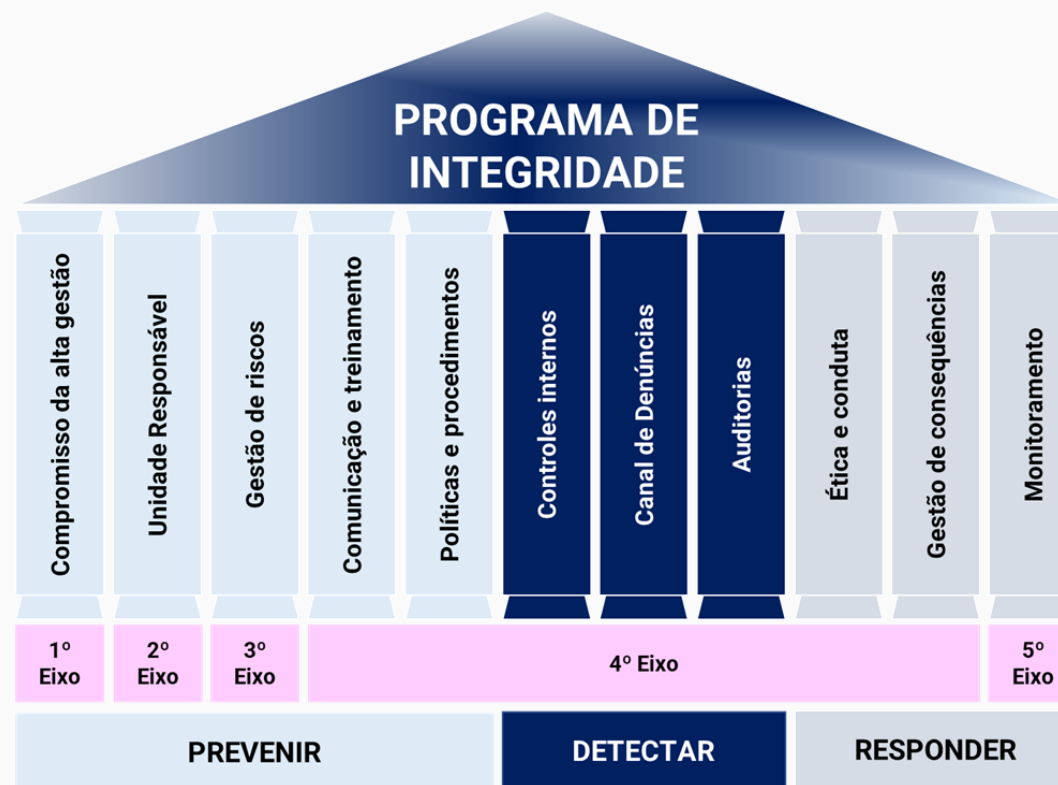 PROGRAMA DE
INTEGRIDADE
Compromisso da alta gestão
Unidade Responsável
Gestão de riscos
Comunicação e treinamento
Políticas e procedimentos
Controles internos
Canal de Denúncias
Auditorias
Ética e conduta
Gestão de consequências
Monitoramento
1º
Eixo
2º
Eixo
3º
Eixo
4º Eixo
5º
Eixo
PREVENIR
DETECTAR
RESPONDER